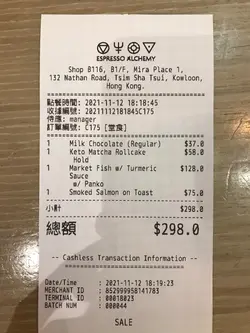 ESPRESSO ALCHEMY
Shop B116, B1/F, Mira Place 1,
132 Nathan Road, Tsim Sha Tsui, Kowloon,
Hong Kong.
點餐時間: 2021-11-12 18:18:45
收據編號: 20211112181845C175
侍應: manager
訂單編號: C175 [堂食]
1 Milk Chocolate (Regular) $37.0
1 Keto Matcha Rollcake $58.0
Hold
1 Market Fish w/ Turmeric $128.0
Sauce
w/ Panko
1 Smoked Salmon on Toast $75.0
小計 $298.0
總額 $298.0
-- Cashless Transaction Information --
Date/Time : 2021-11-12 18:19:23
MERCHANT ID : 852999958141783
TERMINAL ID : 00018023
BATCH NUM : 000044
SALE